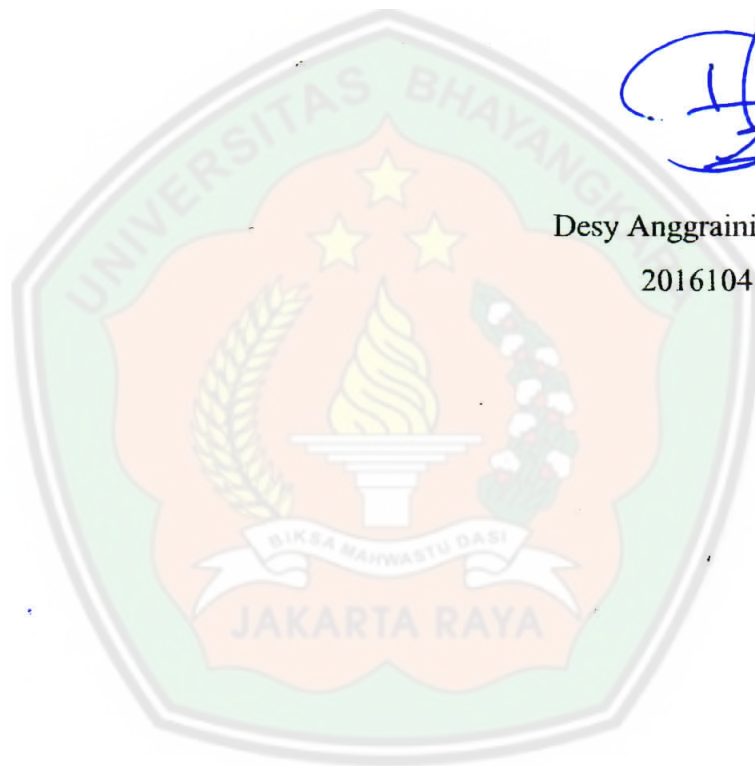 UNIVERSITAS BHAYANGKARA
Desy Anggraini
2016104
BIKSA MAHWASTU DASI
JAKARTA RAYA